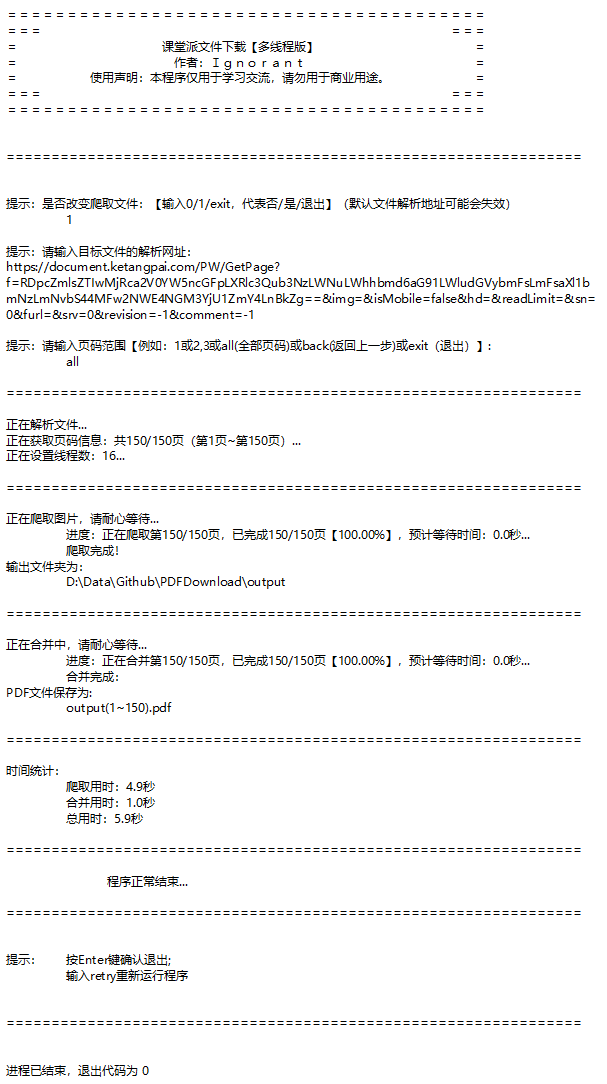 ========================================
=== ===
= 课堂派文件下载【多线程版】 =
= 作者：Ｉｇｎｏｒａｎｔ =
= 使用声明：本程序仅用于学习交流，请勿用于商业用途。 =
=== ===
========================================
================================================================
提示：是否改变爬取文件：【输入0/1/exit，代表否/是/退出】（默认文件解析地址可能会失效）
1
提示：请输入目标文件的解析网址：
https://document.ketangpai.com/PW/GetPage?
f=RDpcZmlsZTIwMjRca2V0YW5ncGFpLXRlc3Qub3NzLWNuLWhhbmd6aG91LWludGVybmFsLmFsaXl1b
mNzLmNvbS44MFw2NWE4NGM3YjU1ZmY4LnBkZg==&img=&isMobile=false&hd=&readLimit=&sn=
0&furl=&srv=0&revision=-1&comment=-1
提示：请输入页码范围【例如：1或2,3或all(全部页码)或back(返回上一步)或exit（退出）】：
all
================================================================
正在解析文件...
正在获取页码信息：共150/150页（第1页~第150页）...
正在设置线程数：16...
================================================================
正在爬取图片，请耐心等待...
进度：正在爬取第150/150页，已完成150/150页【100.00%】，预计等待时间：0.0秒...
爬取完成！
输出文件夹为：
D:\Data\Github\PDFDownload\output
================================================================
正在合并中，请耐心等待...
进度：正在合并第150/150页，已完成150/150页【100.00%】，预计等待时间：0.0秒...
合并完成：
PDF文件保存为:
output(1~150).pdf
================================================================
时间统计：
爬取用时：4.9秒
合并用时：1.0秒
总用时：5.9秒
================================================================
程序正常结束...
================================================================
提示： 按Enter键确认退出;
输入retry重新运行程序
================================================================
进程已结束，退出代码为 0